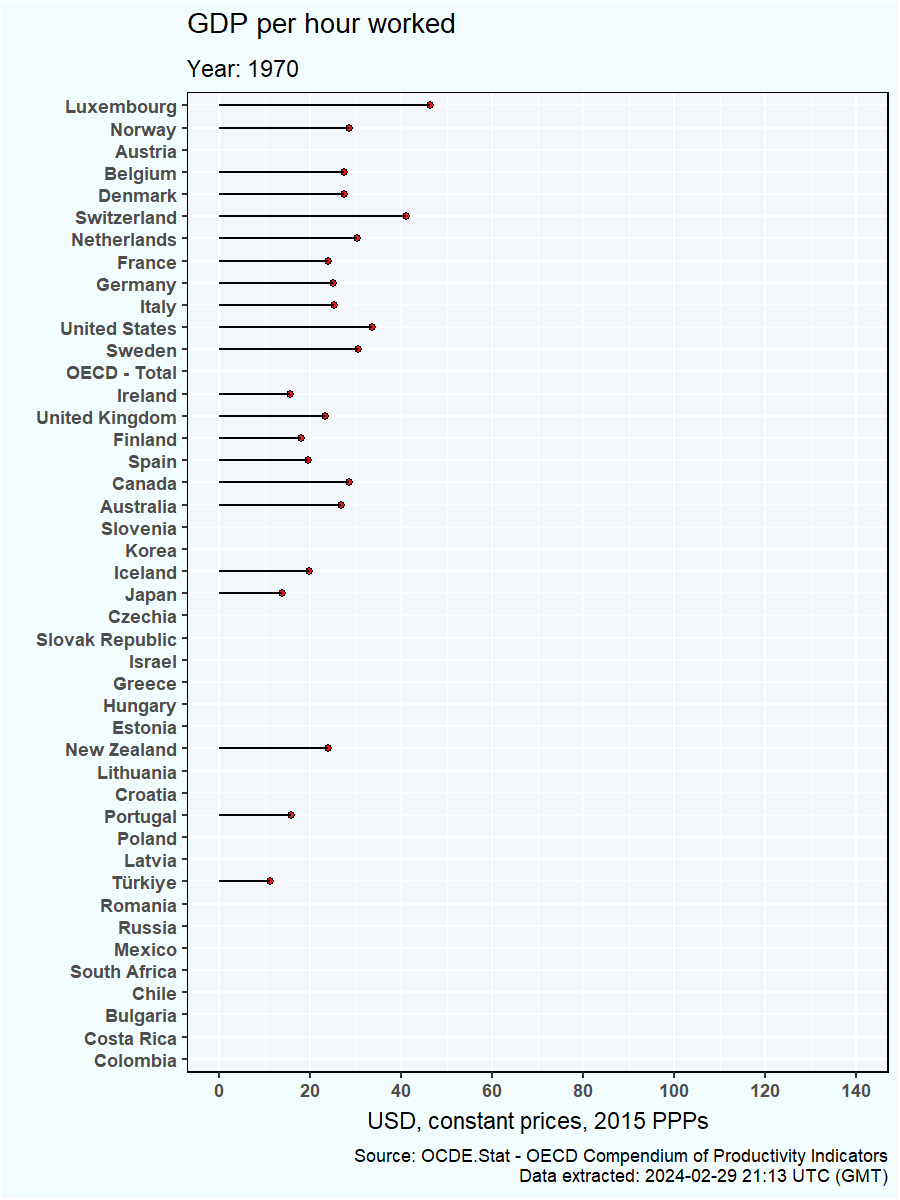 GDP per hour worked
Year: 1970
Luxembourg
Norway
Austria
Belgium
Denmark
Switzerland
Netherlands
France
Germany
Italy
United States
Sweden
OECD - Total
Ireland
United Kingdom
Finland
Spain
Canada
Australia
Slovenia
Korea
Iceland
Japan
Czechia
Slovak Republic
Israel
Greece
Hungary
Estonia
New Zealand
Lithuania
Croatia
Portugal
Poland
Latvia
Türkiye
Romania
Russia
Mexico
South Africa
Chile
Bulgaria
Costa Rica
Colombia
0 20 40 60 80 100 120 140
USD, constant prices, 2015 PPPs
Source: OCDE.Stat - OECD Compendium of Productivity Indicators
Data extracted: 2024-02-29 21:13 UTC (GMT)